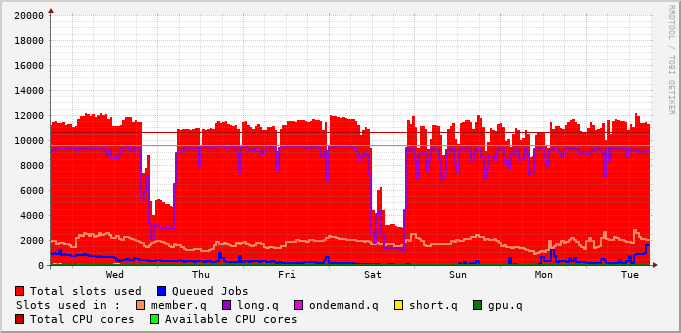 RRDTOOL / TOBI OETIKER
20000
18000
16000
14000
12000
10000
8000
6000
4000
2000
0
Wed Thu Fri Sat Sun Mon Tue
Total slots used Queued Jobs
Slots used in : member.q long.q ondemand.q short.q gpu.q
Total CPU cores Available CPU cores